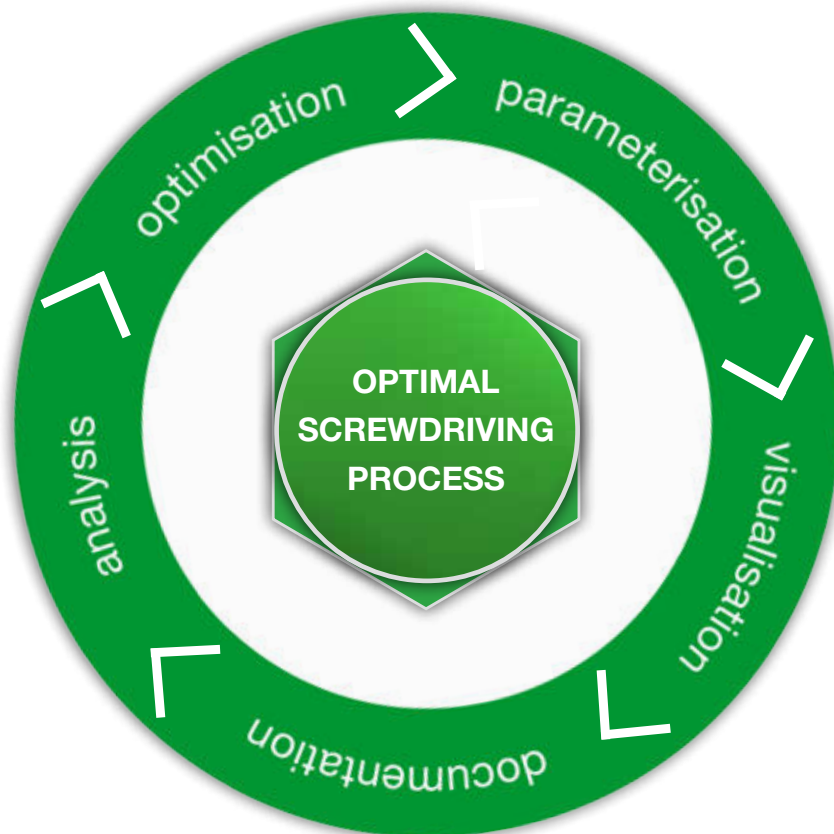 optimisation
parameterisation
visualisation
documentation
analysis
OPTIMAL
SCREWDRIVING
PROCESS